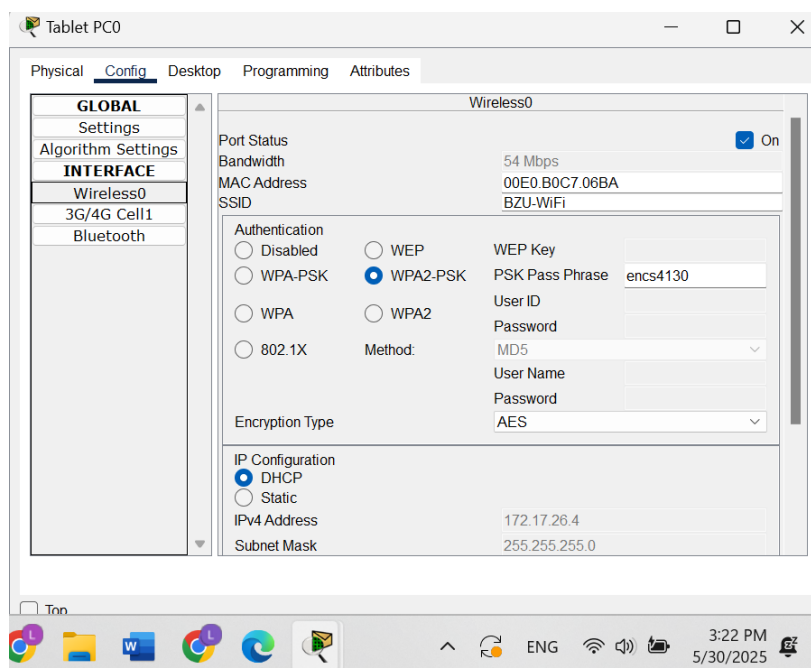 Tablet PC0
Physical Config Desktop Programming Attributes
GLOBAL
Settings
Algorithm Settings
INTERFACE
Wireless0
3G/4G Cell1
Bluetooth
Wireless0
Port Status On
Bandwidth 54 Mbps
MAC Address 00E0.B0C7.06BA
SSID BZU-WiFi
Authentication
Disabled WEP WEP Key
WPA-PSK WPA2-PSK PSK Pass Phrase encs4130
User ID
WPA WPA2
Password
802.1X Method: MD5
User Name
Password
Encryption Type AES
IP Configuration
DHCP
Static
IPv4 Address 172.17.26.4
Subnet Mask 255.255.255.0
Top
L W L ENG 3:22 PM
5/30/2025